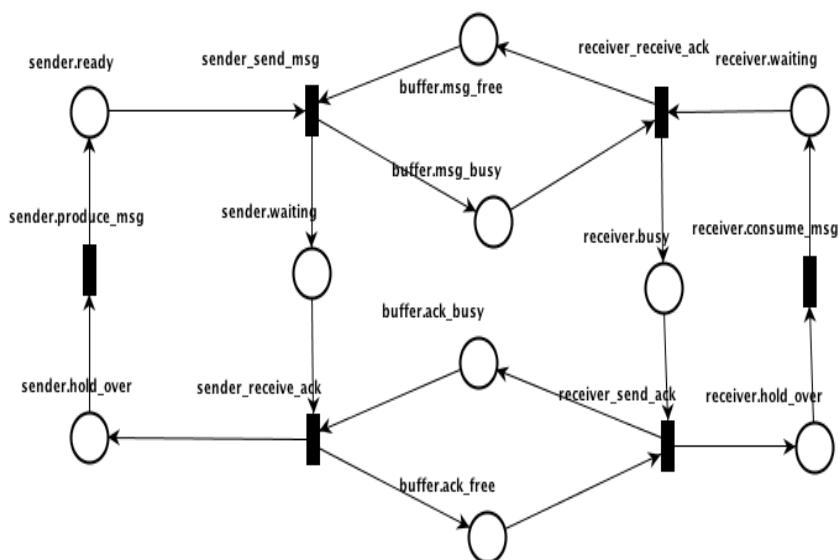 receiver_receive_ack
sender.ready
sender_send_msg
receiver.waiting
buffer.msg_free
buffer.msg_busy
sender.produce_msg
sender.waiting
receiver.busy
receiver.consume_msg
buffer.ack_busy
sender.hold_over
sender_receive_ack
receiver_send_ack
receiver.hold_over
buffer.ack_free